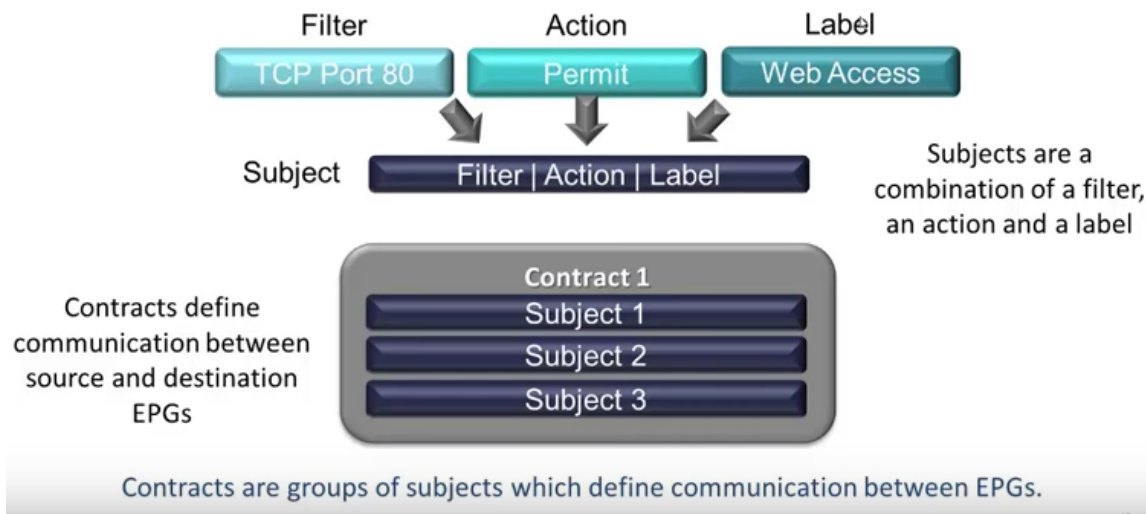 Filter
Action
Label
TCP Port 80
Permit
Web Access
Subject
Filter | Action | Label
Subjects are a
combination of a filter,
an action and a label
Contracts define
communication between
source and destination
EPGs
Contract 1
Subject 1
Subject 2
Subject 3
Contracts are groups of subjects which define communication between EPGs.